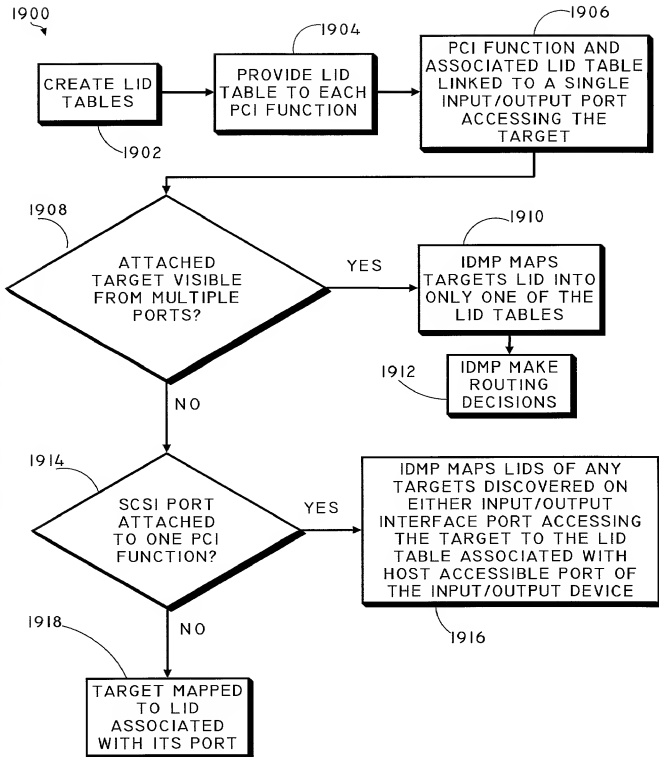 1900
1902
CREATE LID
TABLES
1904
PROVIDE LID
TABLE TO EACH
PCI FUNCTION
1906
PCI FUNCTION AND
ASSOCIATED LID TABLE
LINKED TO A SINGLE
INPUT/OUTPUT PORT
ACCESSING THE
TARGET
1908
ATTACHED
TARGET VISIBLE
FROM MULTIPLE
PORTS?
YES
1910
IDMP MAPS
TARGETS LID INTO
ONLY ONE OF THE
LID TABLES
1912
IDMP MAKE
ROUTING
DECISIONS
NO
1914
SCSI PORT
ATTACHED
TO ONE PCI
FUNCTION?
YES
IDMP MAPS LIDS OF ANY
TARGETS DISCOVERED ON
EITHER INPUT/OUTPUT
INTERFACE PORT ACCESSING
THE TARGET TO THE LID
TABLE ASSOCIATED WITH
HOST ACCESSIBLE PORT OF
THE INPUT/OUTPUT DEVICE
1916
NO
1918
TARGET MAPPED
TO LID
ASSOCIATED
WITH ITS PORT